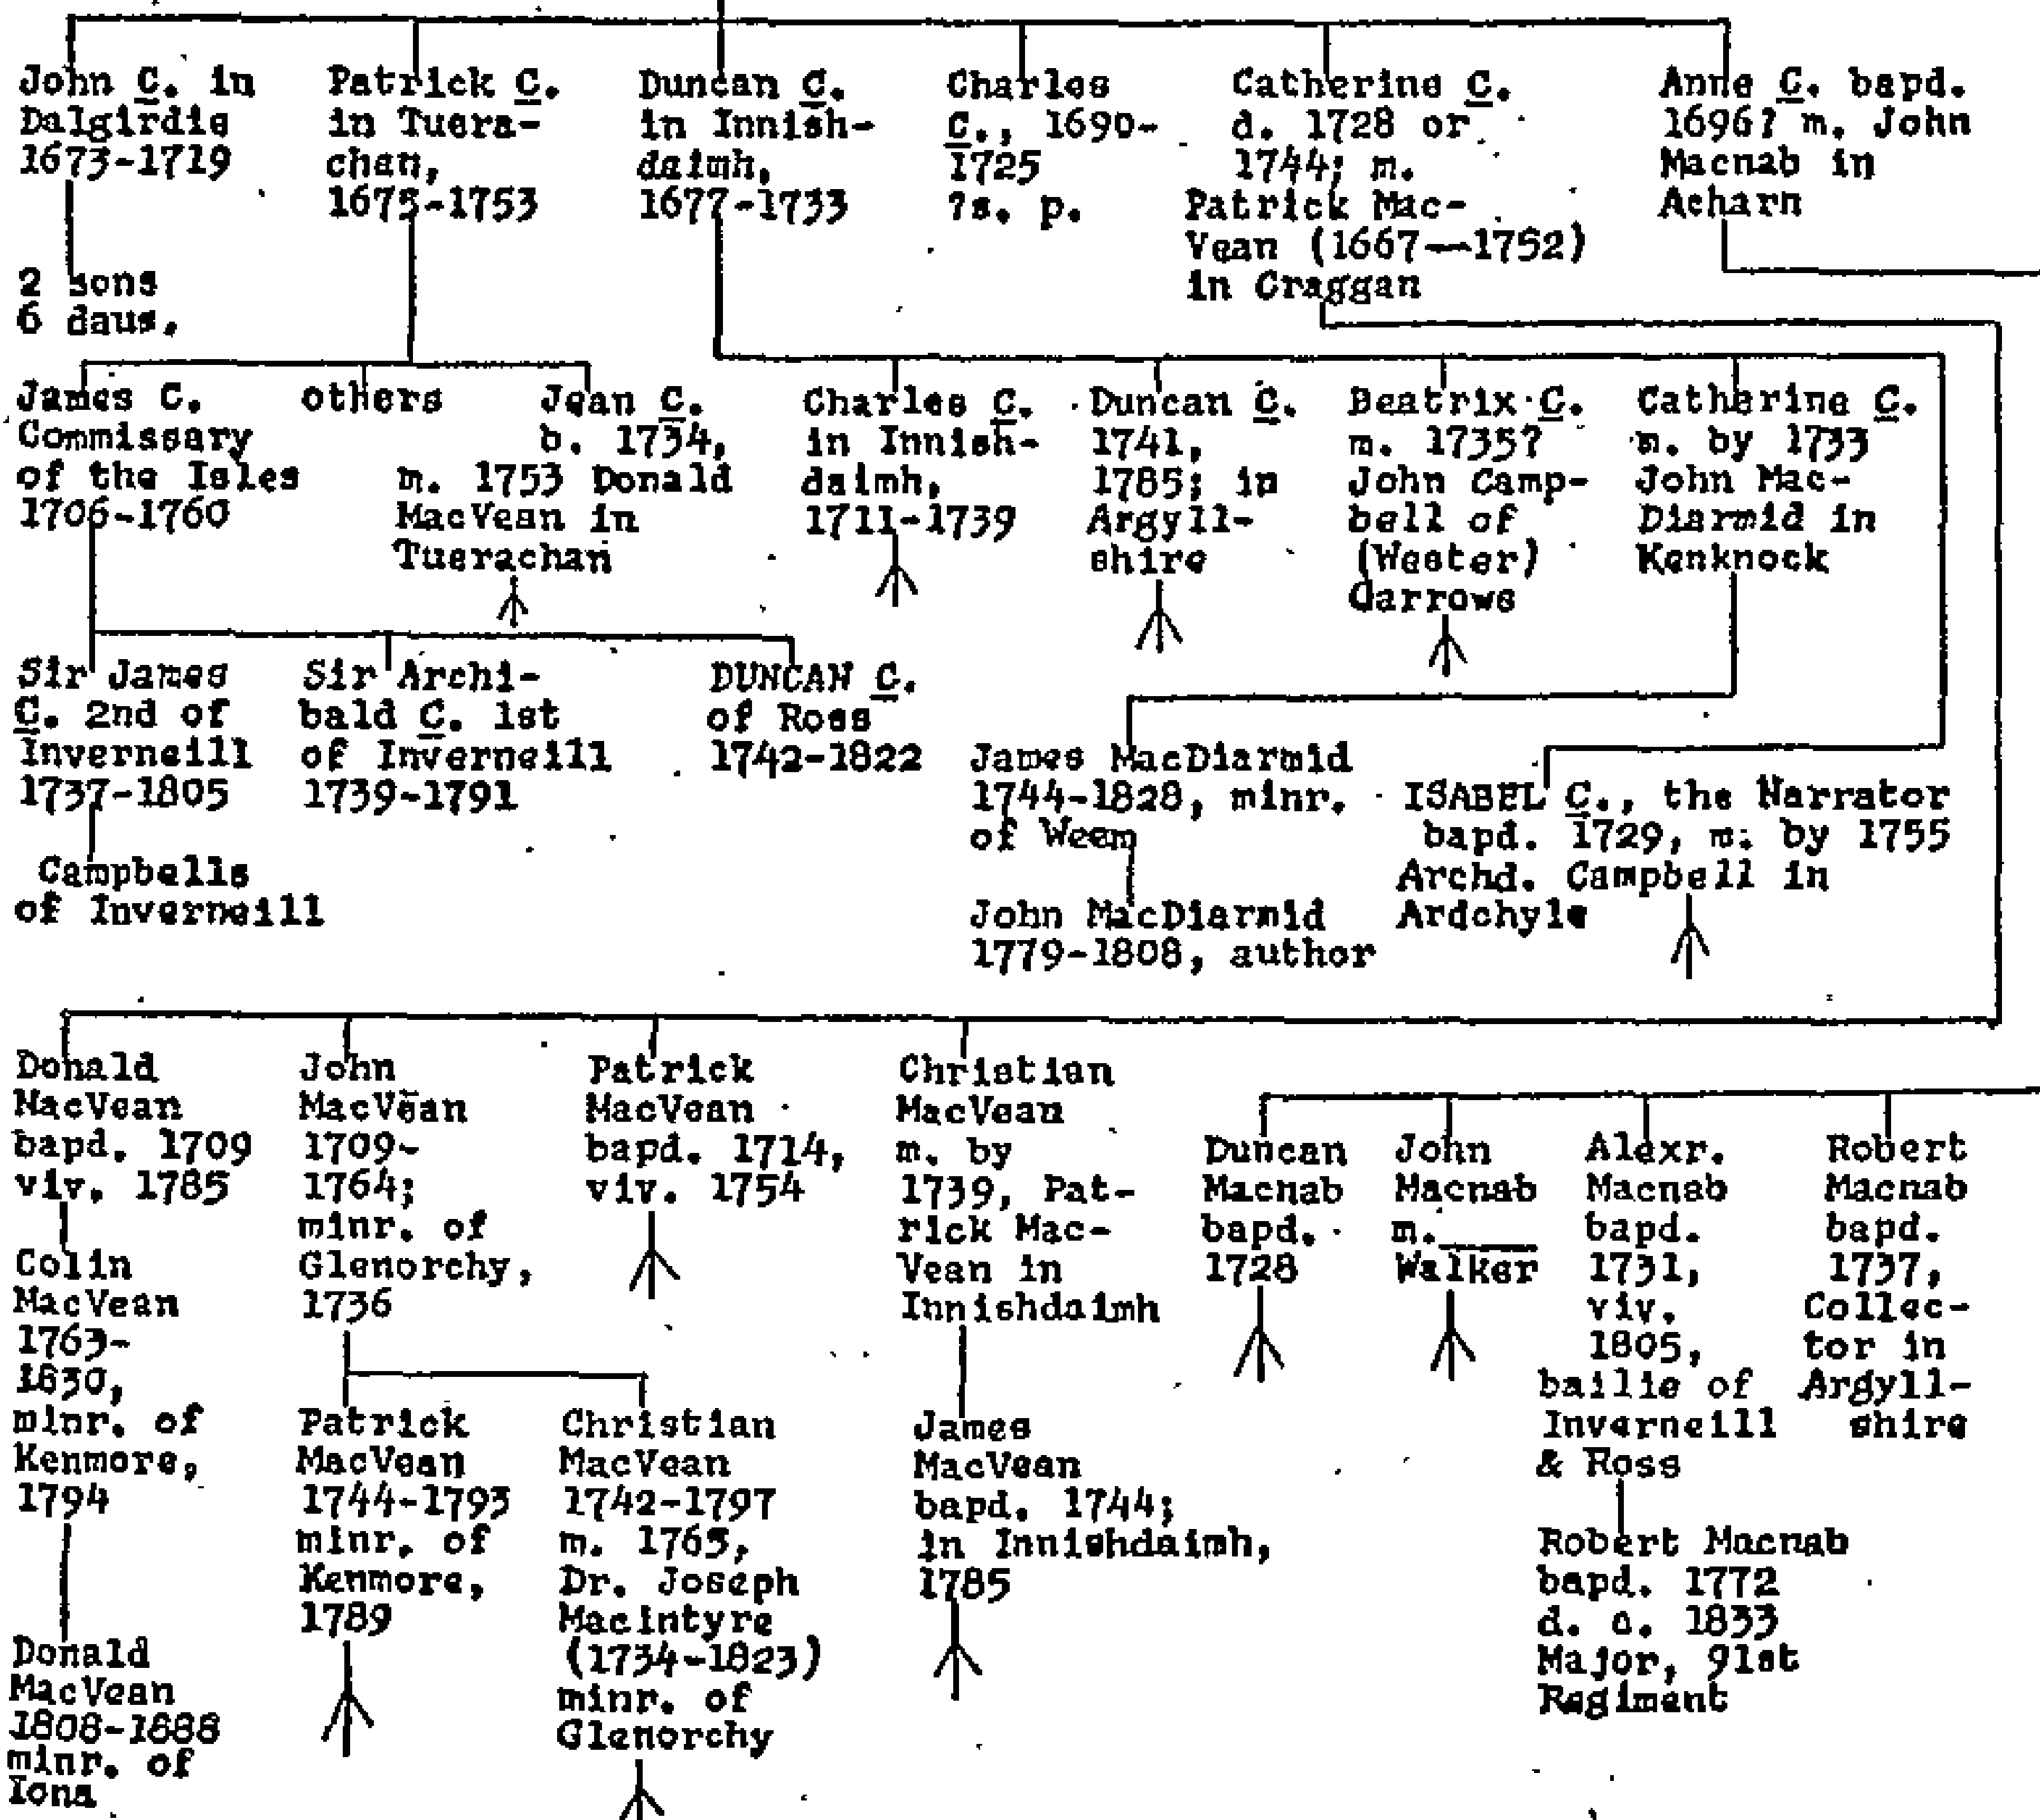 John C. in
Dalgirdie
1673-1719
Patrick C.
in Tuera-
chan,
1675-1753
Duncan C.
in Innish-
daimh,
1677-1733
Charles
C., 1690-
1725
?s. p.
Catherine C.
d. 1728 or
1744; m.
Patrick Mac-
Vean (1667—1752)
in Craggan
Anne C. bapd.
1696? m. John
Macnab in
Acharn
2 sons
6 daus.
James C.
Commissary
of the Isles
1706-1760
others
Jean C.
b. 1734,
m. 1753 Donald
MacVean in
Tuerachan
Charles C.
in Innish-
daimh,
1711-1739
Duncan C.
1741,
1785; in
Argyll-
shire
Beatrix C.
m. 1735?
John Camp-
bell of
(Wester)
Garrows
Catherine C.
m. by 1733
John Mac-
Diarmid in
Kenknock
Sir James
C. 2nd of
Inverneill
1737-1805
Sir Archi-
bald C. 1st
of Inverneill
1739-1791
DUNCAN C.
of Ross
1742-1822
James MacDiarmid
1744-1828, minr.
of Weem
ISABEL C., the Narrator
bapd. 1729, m. by 1755
Archd. Campbell in
Ardchyle
Campbells
of Inverneill
John MacDiarmid
1779-1808, author
Donald
MacVean
bapd. 1709
viv. 1785
John
MacVean
1709-
1764;
minr. of
Glenorchy,
1736
Patrick
MacVean
bapd. 1714,
viv. 1754
Christian
MacVean
m. by
1739, Pat-
rick Mac-
Vean in
Innishdaimh
Duncan
Macnab
bapd.
1728
John
Macnab
m.______
Walker
Alexr.
Macnab
bapd.
1731,
viv.
1805,
bailie of
Inverneill
& Ross
Robert
Macnab
bapd.
1737,
Collec-
tor in
Argyll-
shire
Colin
MacVean
1763-
1830,
minr. of
Kenmore,
1794
Patrick
MacVean
1744-1793
minr. of
Kenmore,
1789
Christian
MacVean
1742-1797
m. 1765,
Dr. Joseph
Macintyre
(1734-1823)
minr. of
Glenorchy
James
MacVean
bapd. 1744;
in Innishdaimh,
1785
Robert Macnab
bapd. 1772
d. c. 1833
Major, 91st
Regiment
Donald
MacVean
1808-1888
minr. of
Iona